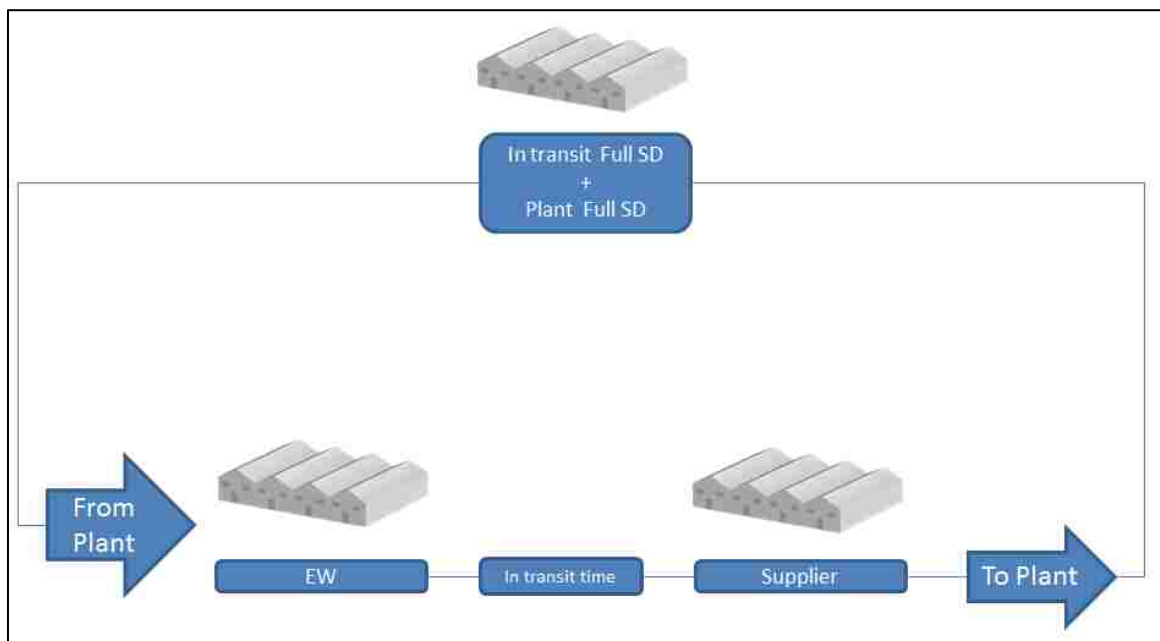 In transit Full SD
+
Plant Full SD
From
Plant
EW
In transit time
Supplier
To Plant